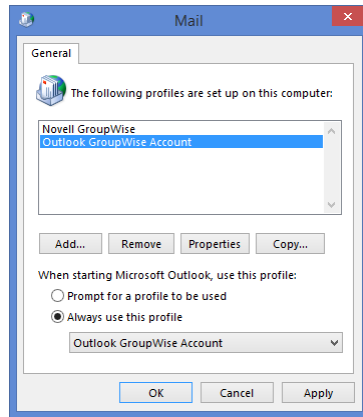 Mail
General
The following profiles are set up on this computer:
Novell GroupWise
Outlook GroupWise Account
Add...
Remove
Properties
Copy...
When starting Microsoft Outlook, use this profile:
Prompt for a profile to be used
Always use this profile
Outlook GroupWise Account
OK
Cancel
Apply